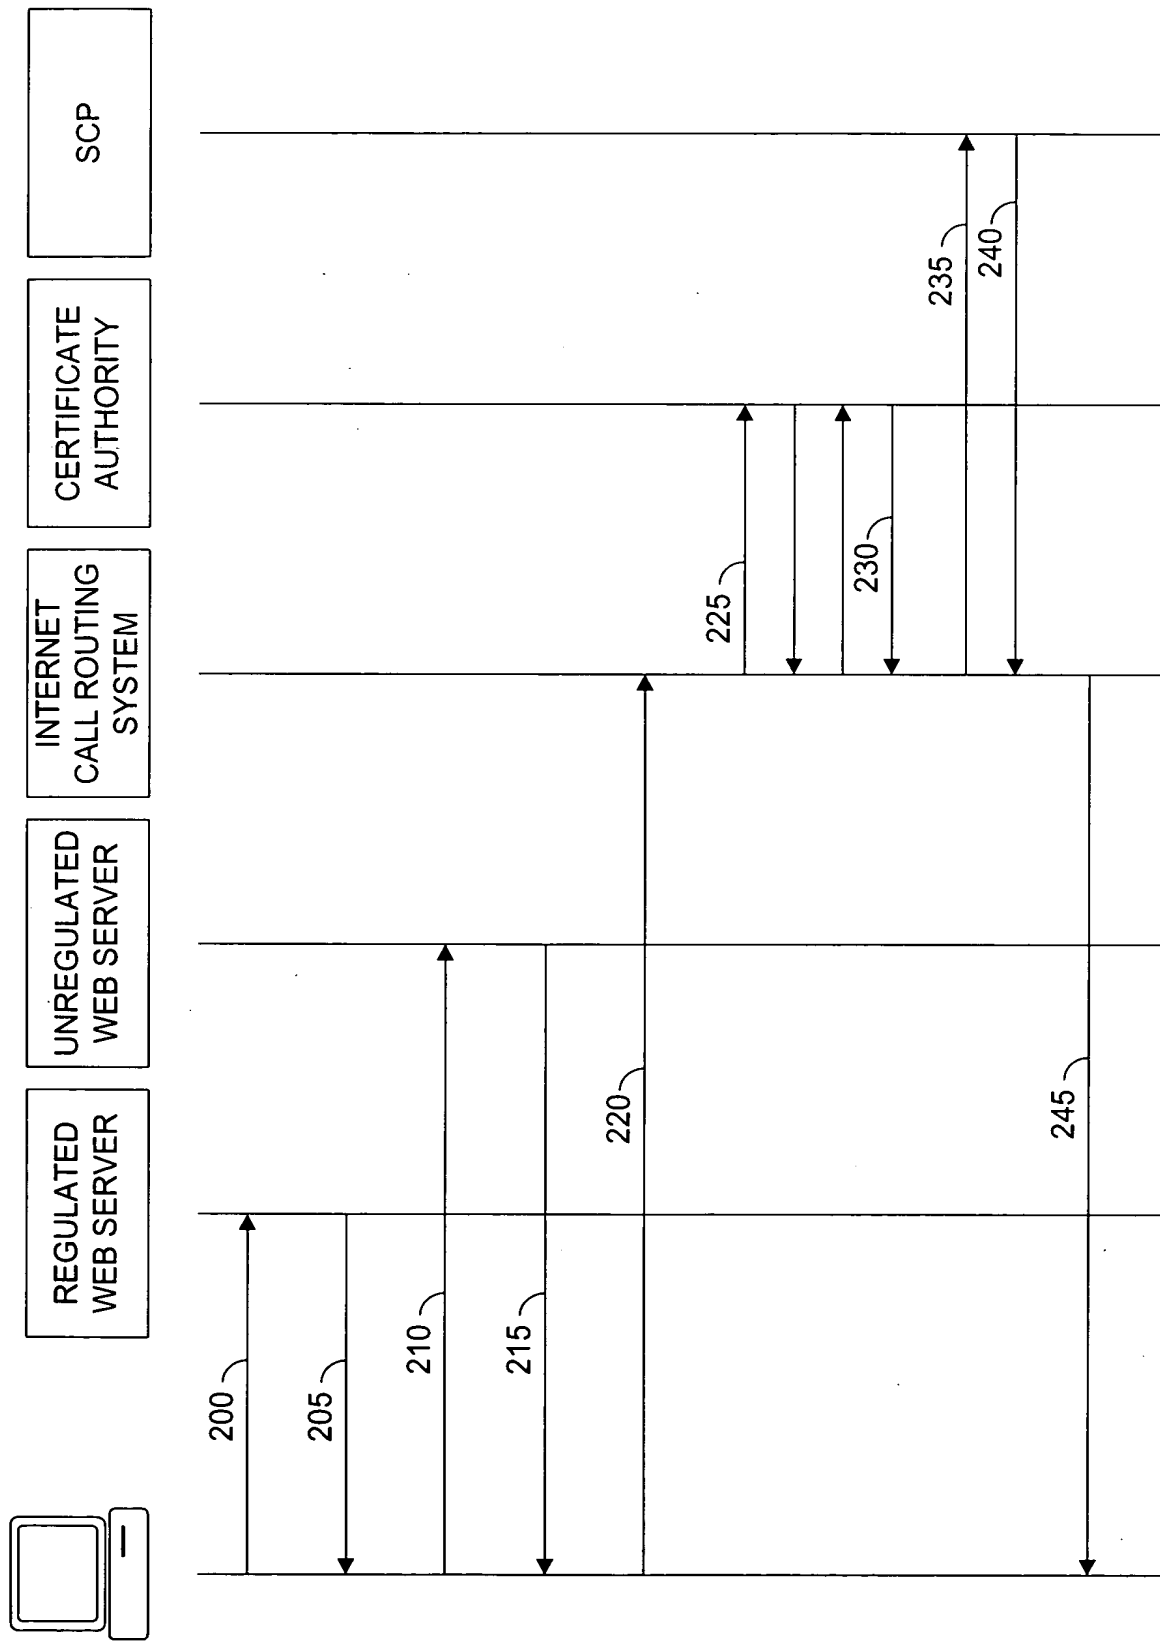 REGULATED
WEB SERVER
UNREGULATED
WEB SERVER
INTERNET
CALL ROUTING
SYSTEM
CERTIFICATE
AUTHORITY
SCP
200
205
210
215
220
225
230
235
240
245